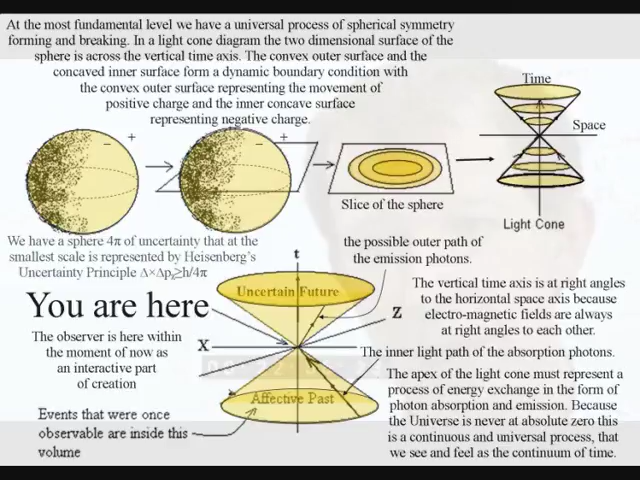 At the most fundamental level we have a universal process of spherical symmetry
forming and breaking. In a light cone diagram the two dimensional surface of the
sphere is across the vertical time axis. The convex outer surface and the
concaved inner surface form a dynamic boundary condition with
the convex outer surface representing the movement of
positive charge and the inner concave surface
representing negative charge.
Time
Space
− +
− +
Slice of the sphere
Light Cone
We have a sphere 4π of uncertainty that at the
smallest scale is represented by Heisenberg's
Uncertainty Principle Δ×Δpₓ≥h/4π
the possible outer path of
the emission photons.
t
Uncertain Future
Z
X
The vertical time axis is at right angles
to the horizontal space axis because
electro-magnetic fields are always
at right angles to each other.
You are here
The observer is here within
the moment of now as
an interactive part
of creation
The inner light path of the absorption photons.
Affective Past
The apex of the light cone must represent a
process of energy exchange in the form of
photon absorption and emission. Because
the Universe is never at absolute zero this
is a continuous and universal process, that
we see and feel as the continuum of time.
Events that were once
observable are inside this
volume